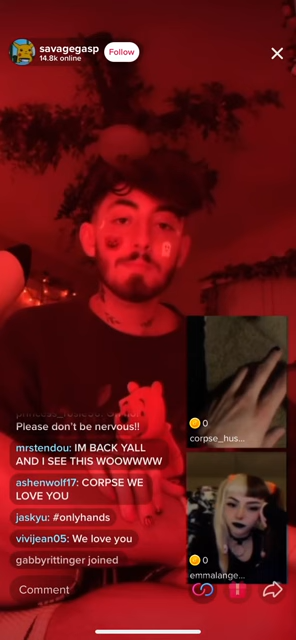 savagegasp
14.8k online
Follow
Please don't be nervous!!
mrstendou: IM BACK YALL
AND I SEE THIS WOOWWWW
ashenwolf17: CORPSE WE
LOVE YOU
jaskyu: #onlyhands
vivijean05: We love you
gabbyrittinger joined
Comment
0
corpse_hus...
0
emmalange...